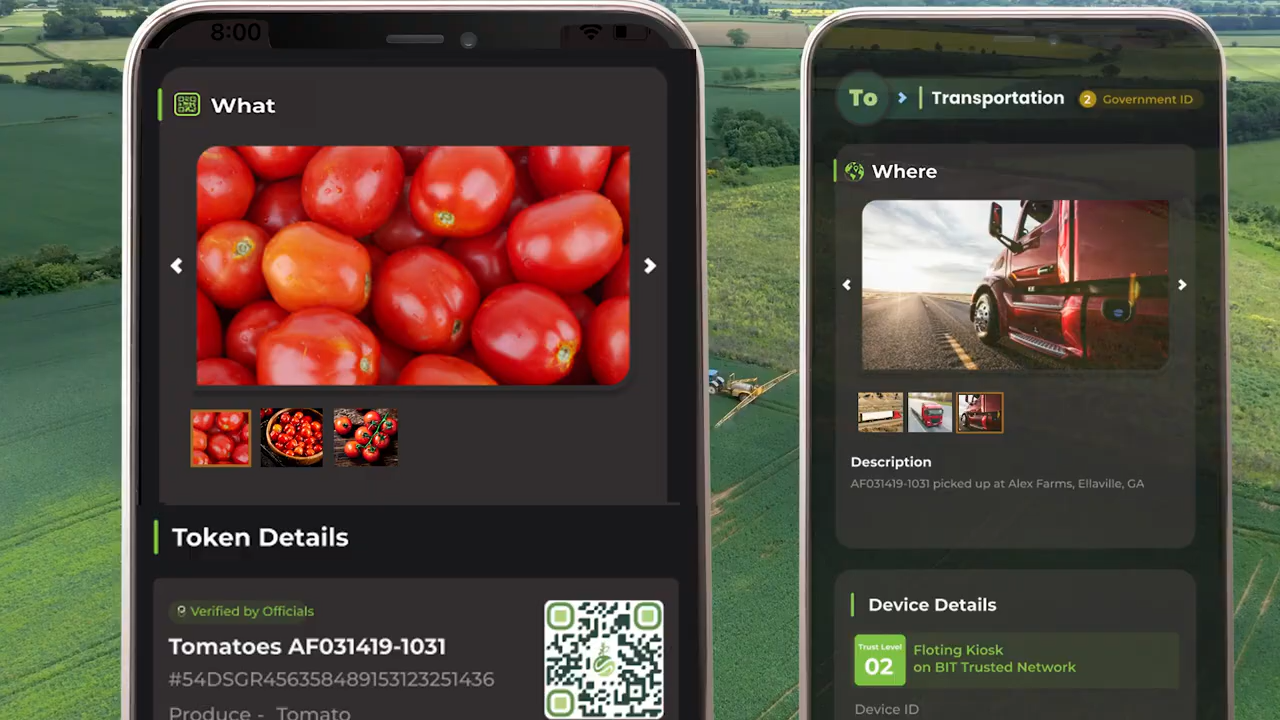 8:00
What
Token Details
Verified by Officials
Tomatoes AF031419-1031
#54DSGR456358489153123251436
Produce - Tomato
To
Transportation
2 Government ID
Where
Description
AF031419-1031 picked up at Alex Farms, Ellaville, GA
Device Details
Trust Level
02
Floting Kiosk
on BIT Trusted Network
Device ID